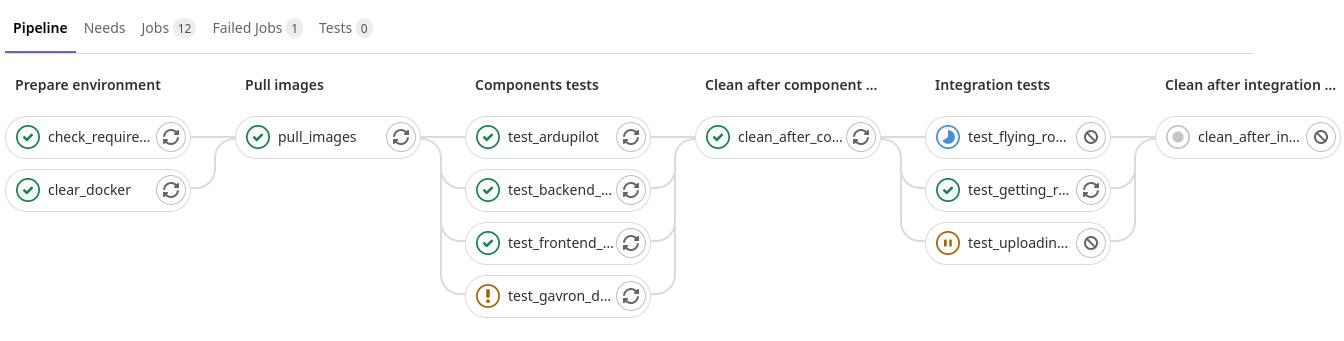 Pipeline Needs Jobs 12 Failed Jobs 1 Tests 0
Prepare environment Pull images Components tests Clean after component ... Integration tests Clean after integration ...
check_require... pull_images test_ardupilot clean_after_co... test_flying_ro... clean_after_in...
clear_docker test_backend_... test_getting_r...
test_frontend_... test_uploadin...
test_gavron_d...